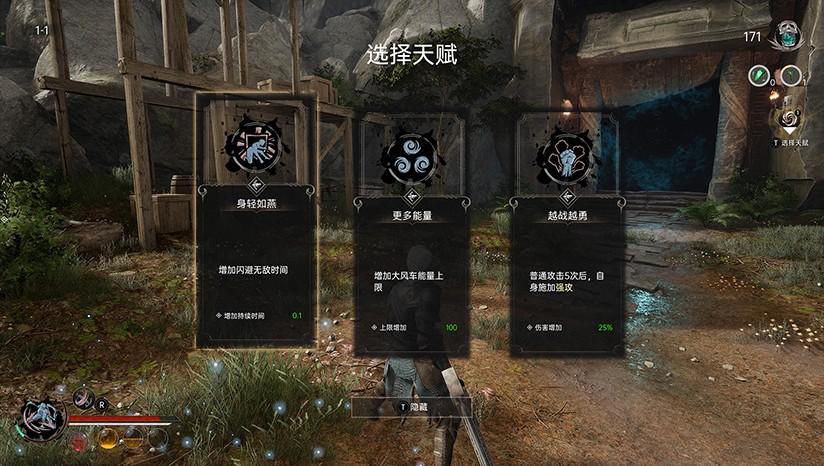 1-1
选择天赋
171
0
1
T 选择天赋
身轻如燕
增加闪避无敌时间
增加持续时间 0.1
更多能量
增加大风车能量上
限
上限增加 100
越战越勇
普通攻击5次后，自
身施加强攻
伤害增加 25%
T 隐藏
R